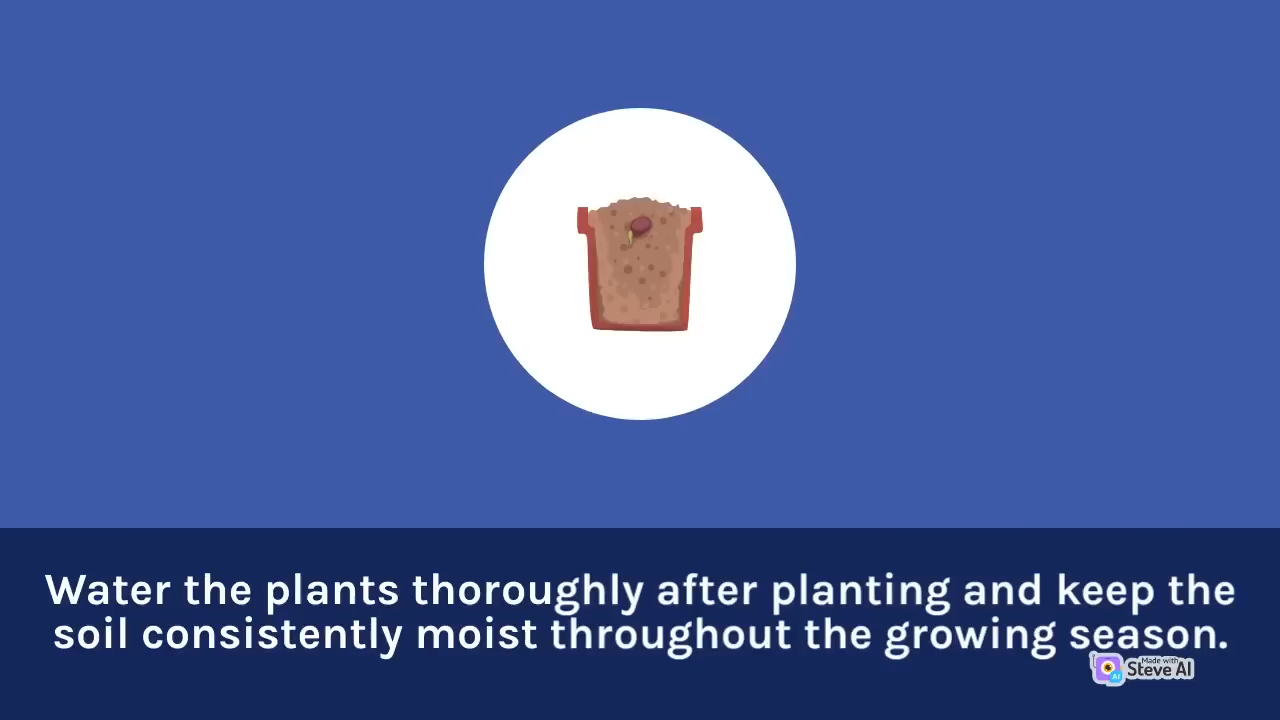 Water the plants thoroughly after planting and keep the
soil consistently moist throughout the growing season.
Made with
Steve AI
AI